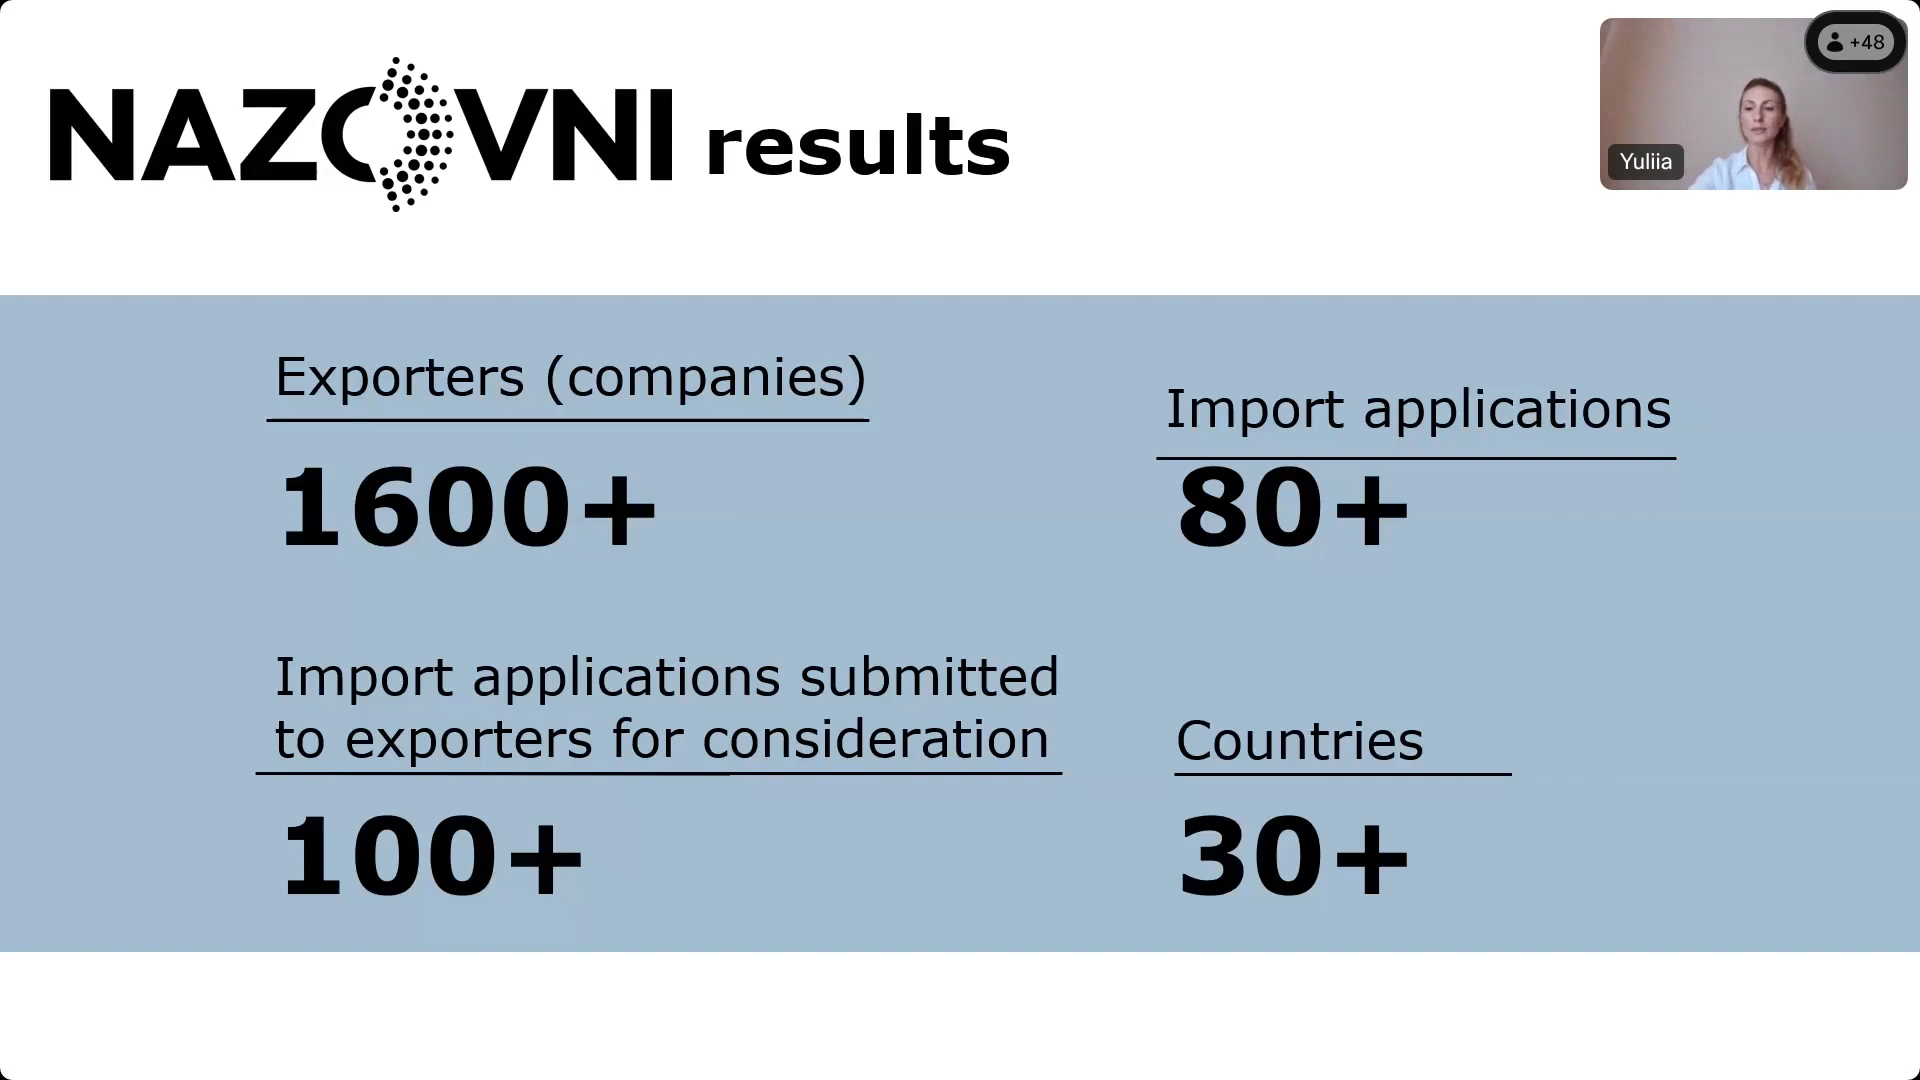 NAZOVNI results
+48
Yuliia
Exporters (companies)
1600+
Import applications
80+
Import applications submitted
to exporters for consideration
100+
Countries
30+